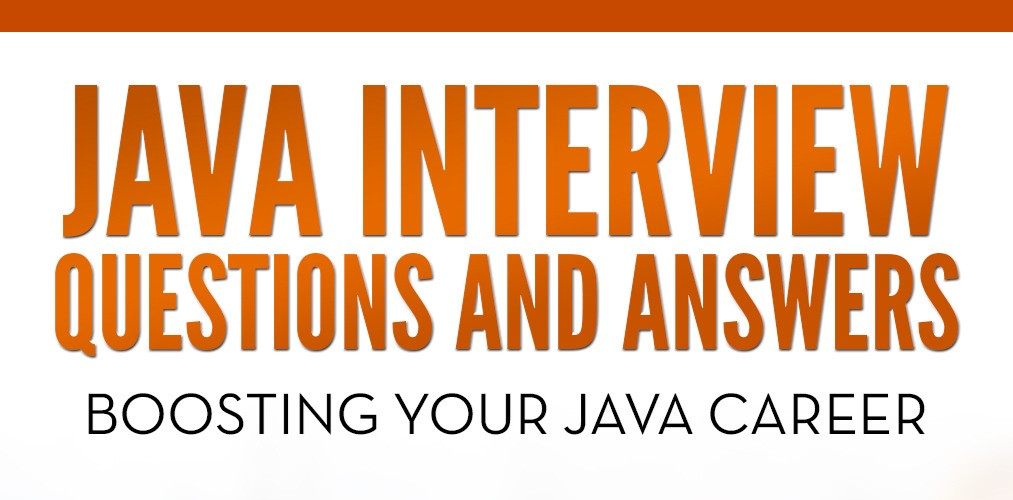 JAVA INTERVIEW
QUESTIONS AND ANSWERS
BOOSTING YOUR JAVA CAREER